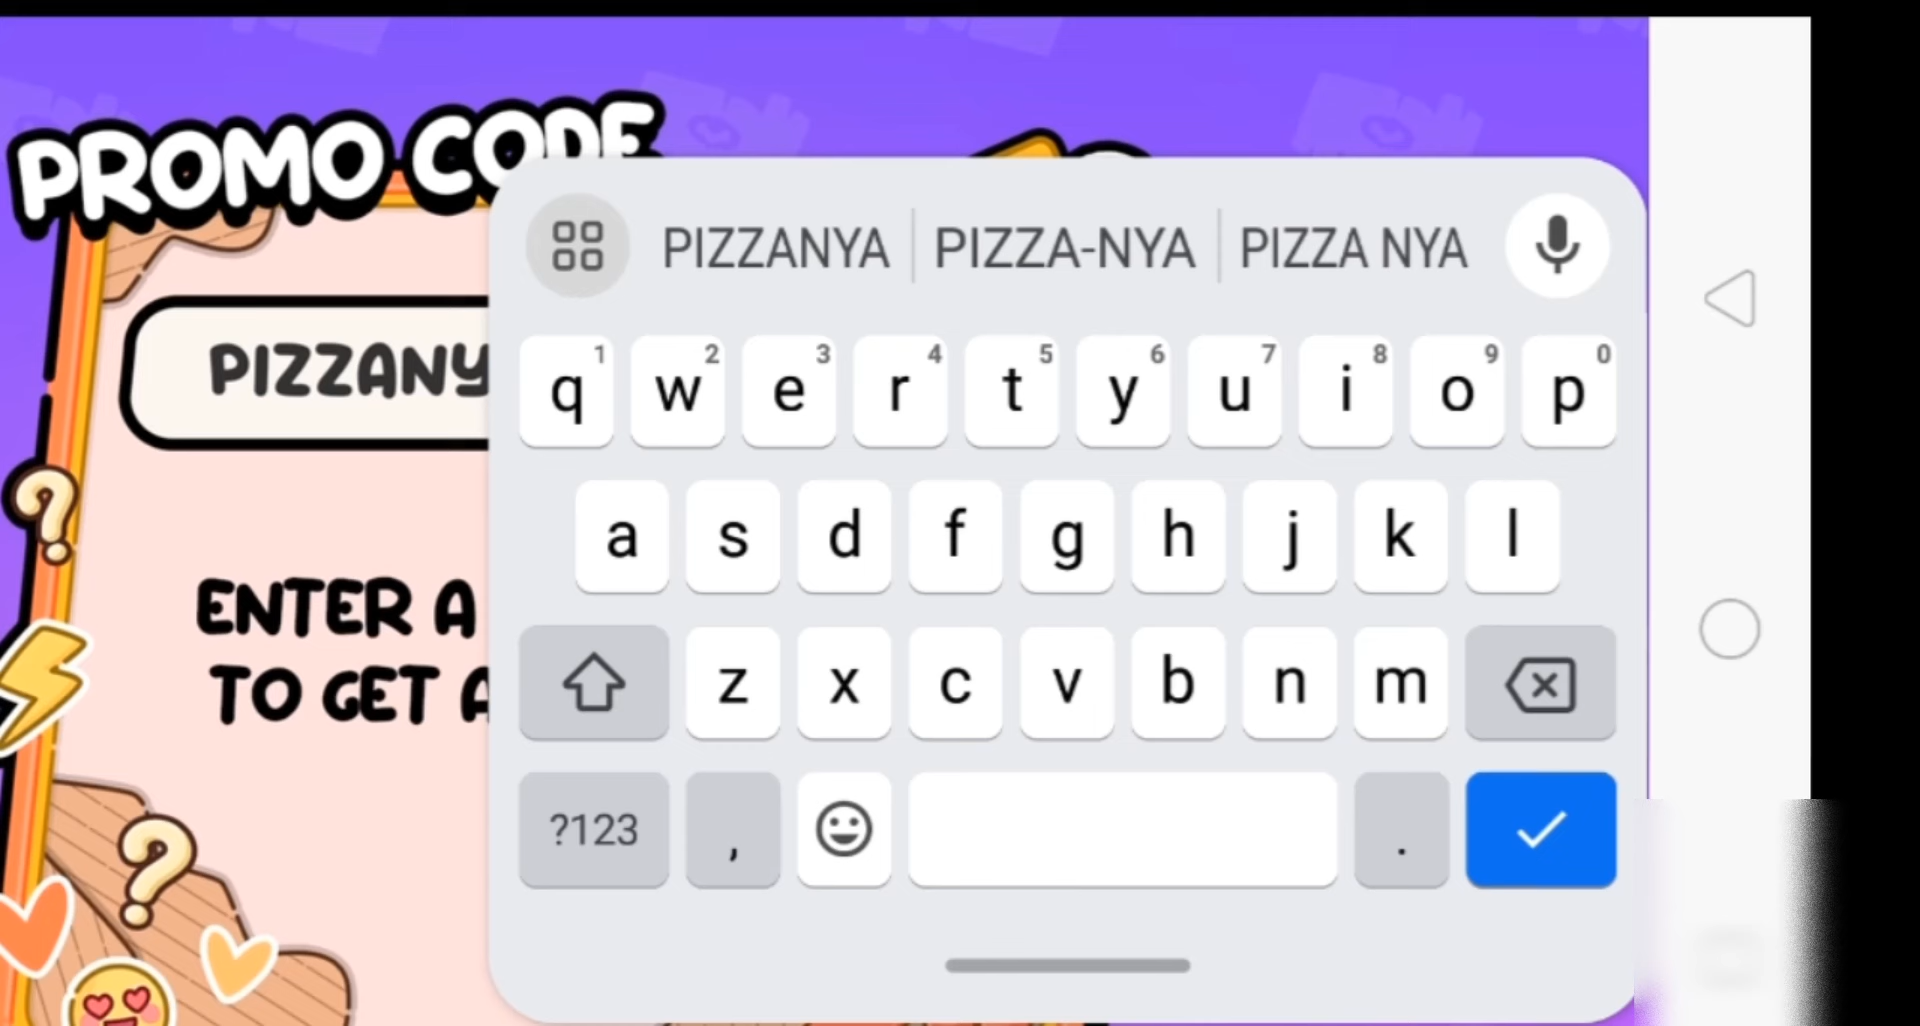 PROMO CODE
PIZZANYA PIZZA-NYA PIZZA NYA
PIZZANY
q 1 w 2 e 3 r 4 t 5 y 6 u 7 i 8 o 9 p 0
a s d f g h j k l
ENTER A
TO GET A
z x c v b n m
?123 , .